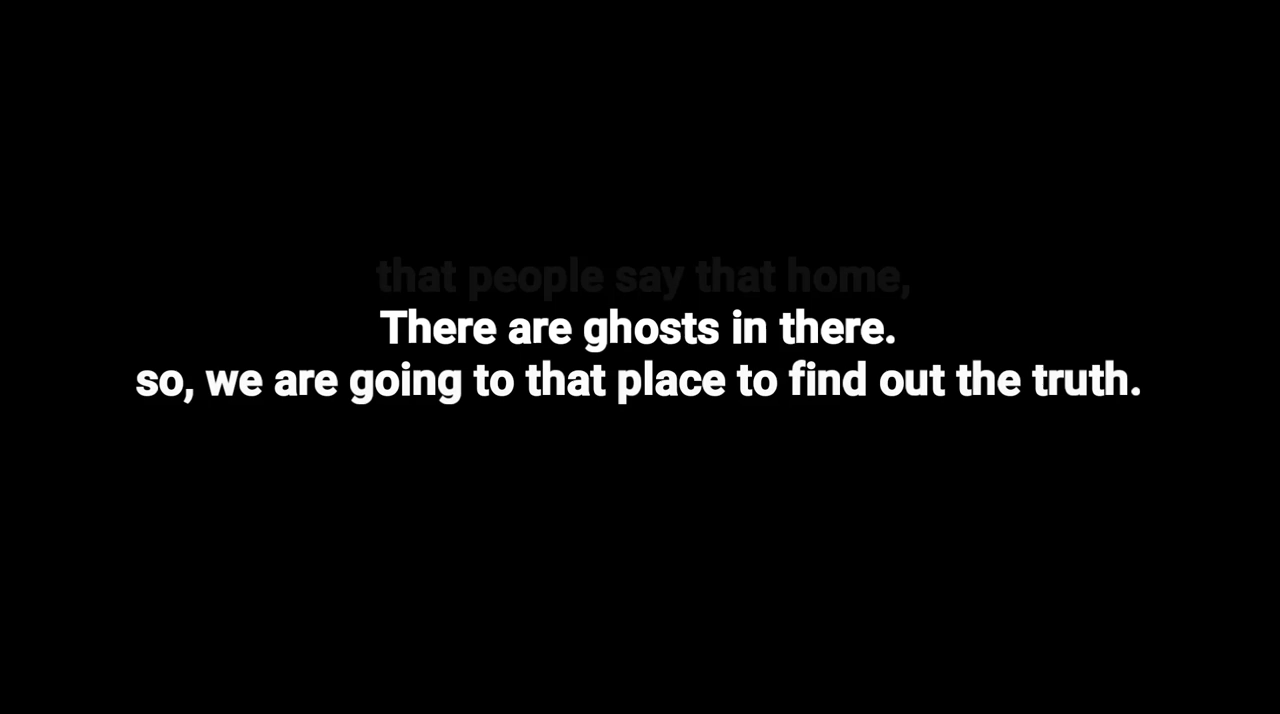 that people say that home,
There are ghosts in there.
so, we are going to that place to find out the truth.